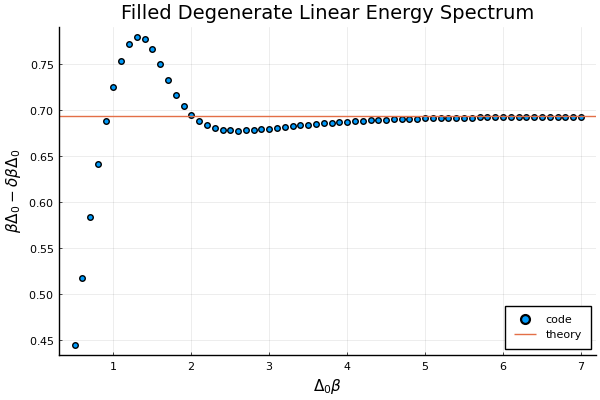 Filled Degenerate Linear Energy Spectrum
βΔ₀ − δβΔ₀
0.75
0.70
0.65
0.60
0.55
0.50
0.45
code
theory
1 2 3 4 5 6 7
Δ₀β